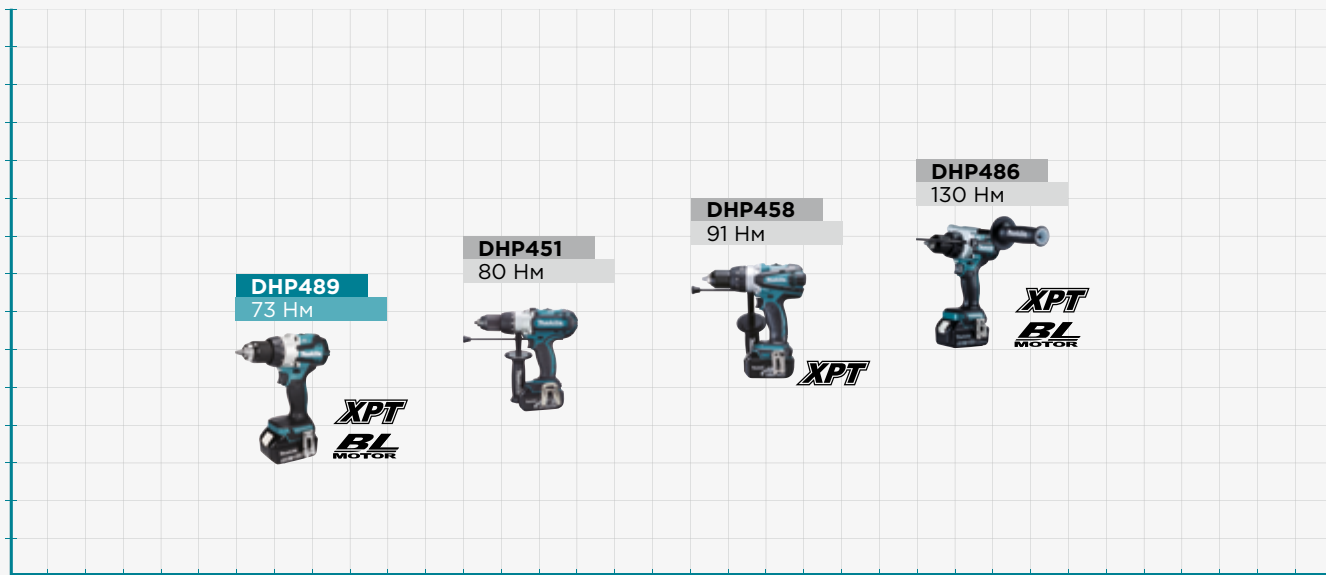 DHP486
130 Нм
DHP458
91 Нм
DHP451
80 Нм
DHP489
73 Нм
XPT
BL
MOTOR
XPT
XPT
BL
MOTOR